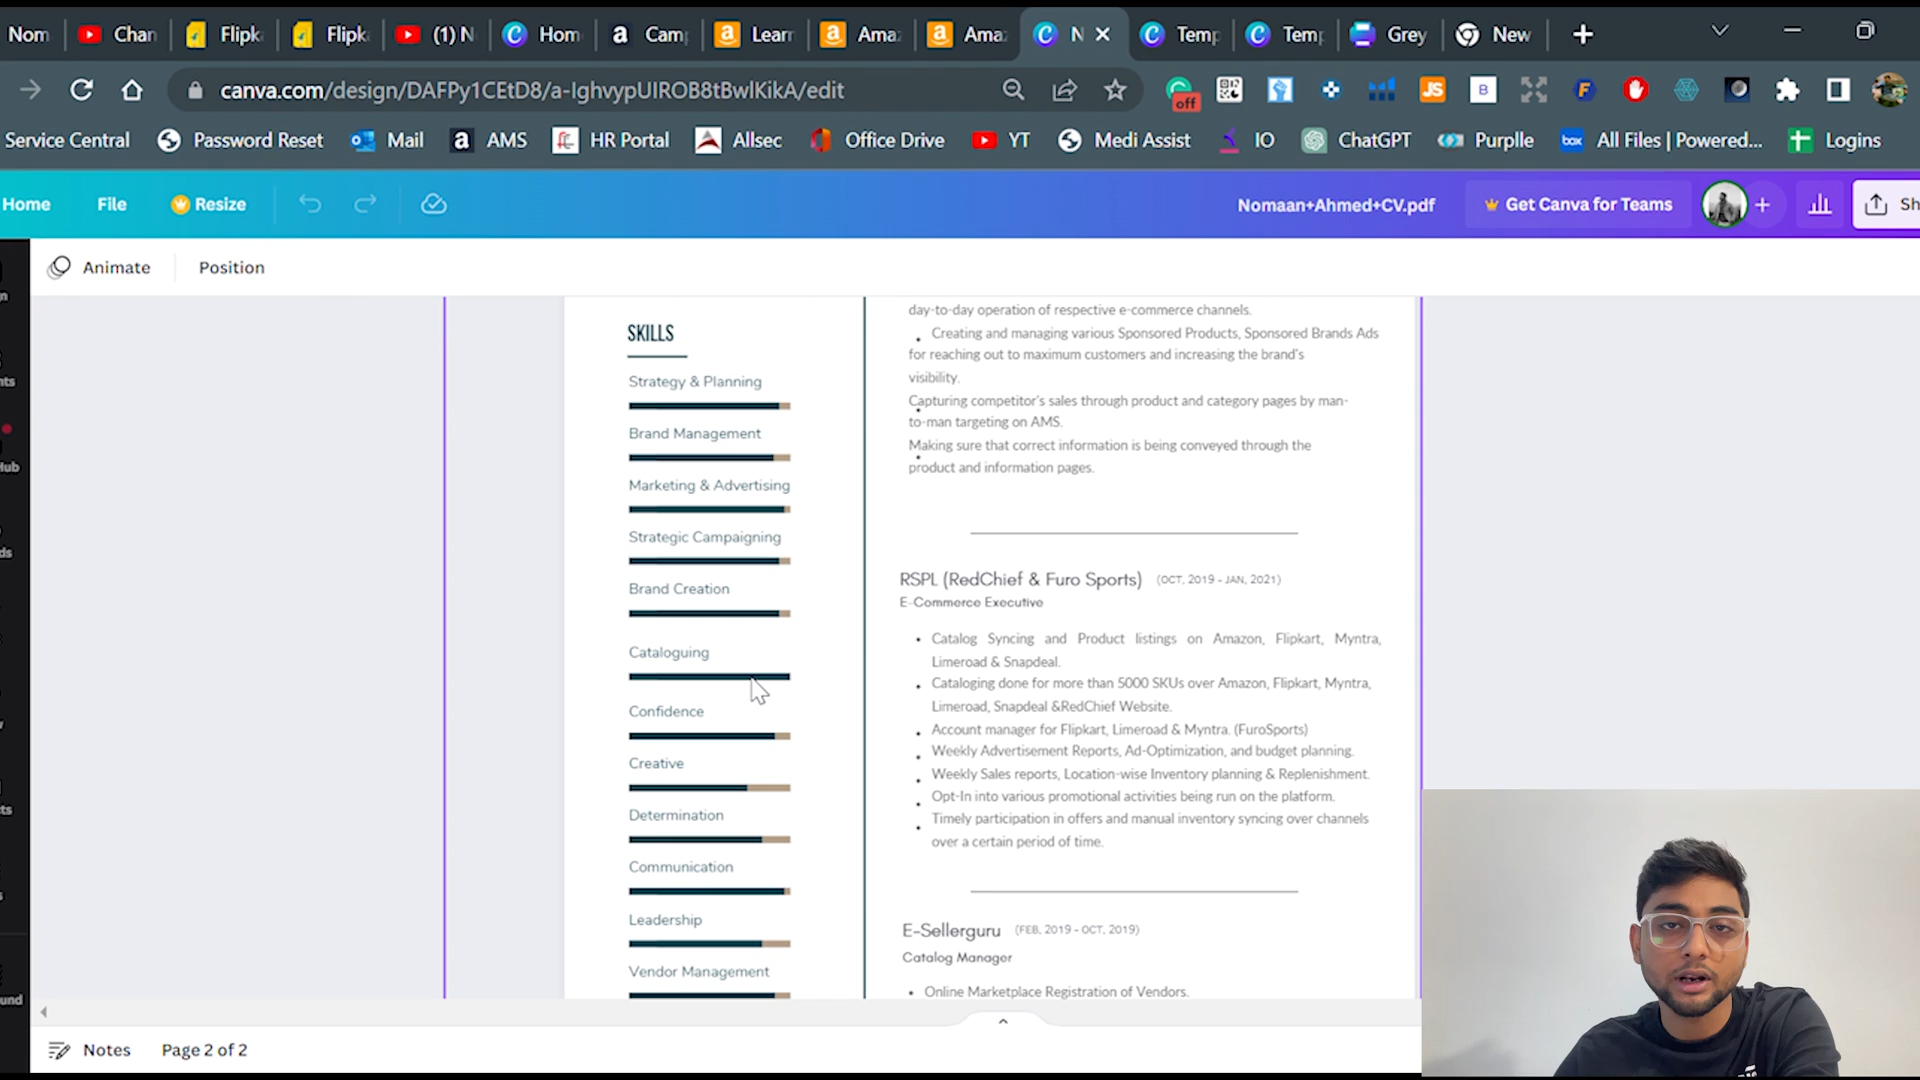 Nom
Chan
Flipk
Flipk
(1) N
Hom
Cam
Learn
Amaz
Ama
N
Temp
Temp
Grey
New
canva.com/design/DAFPy1CEtD8/a-IghvypUIROB8tBwlKikA/edit
off
JS
B
F
Service Central
Password Reset
Mail
AMS
HR Portal
Allsec
Office Drive
YT
Medi Assist
IO
ChatGPT
Purplle
box
All Files | Powered...
Logins
Home
File
Resize
Nomaan+Ahmed+CV.pdf
Get Canva for Teams
Sh
Animate
Position
SKILLS
Strategy & Planning
Brand Management
Marketing & Advertising
Strategic Campaigning
Brand Creation
Cataloguing
Confidence
Creative
Determination
Communication
Leadership
Vendor Management
day-to-day operation of respective e-commerce channels.
• Creating and managing various Sponsored Products, Sponsored Brands Ads
for reaching out to maximum customers and increasing the brand's
visibility.
Capturing competitor's sales through product and category pages by man-
to-man targeting on AMS.
Making sure that correct information is being conveyed through the
product and information pages.
RSPL (RedChief & Furo Sports) (OCT, 2019 - JAN, 2021)
E-Commerce Executive
• Catalog Syncing and Product listings on Amazon, Flipkart, Myntra,
Limeroad & Snapdeal.
• Cataloging done for more than 5000 SKUs over Amazon, Flipkart, Myntra,
Limeroad, Snapdeal &RedChief Website.
• Account manager for Flipkart, Limeroad & Myntra. (FuroSports)
• Weekly Advertisement Reports, Ad-Optimization, and budget planning.
• Weekly Sales reports, Location-wise Inventory planning & Replenishment.
• Opt-In into various promotional activities being run on the platform.
• Timely participation in offers and manual inventory syncing over channels
over a certain period of time.
E-Sellerguru (FEB, 2019 - OCT, 2019)
Catalog Manager
• Online Marketplace Registration of Vendors.
Notes
Page 2 of 2